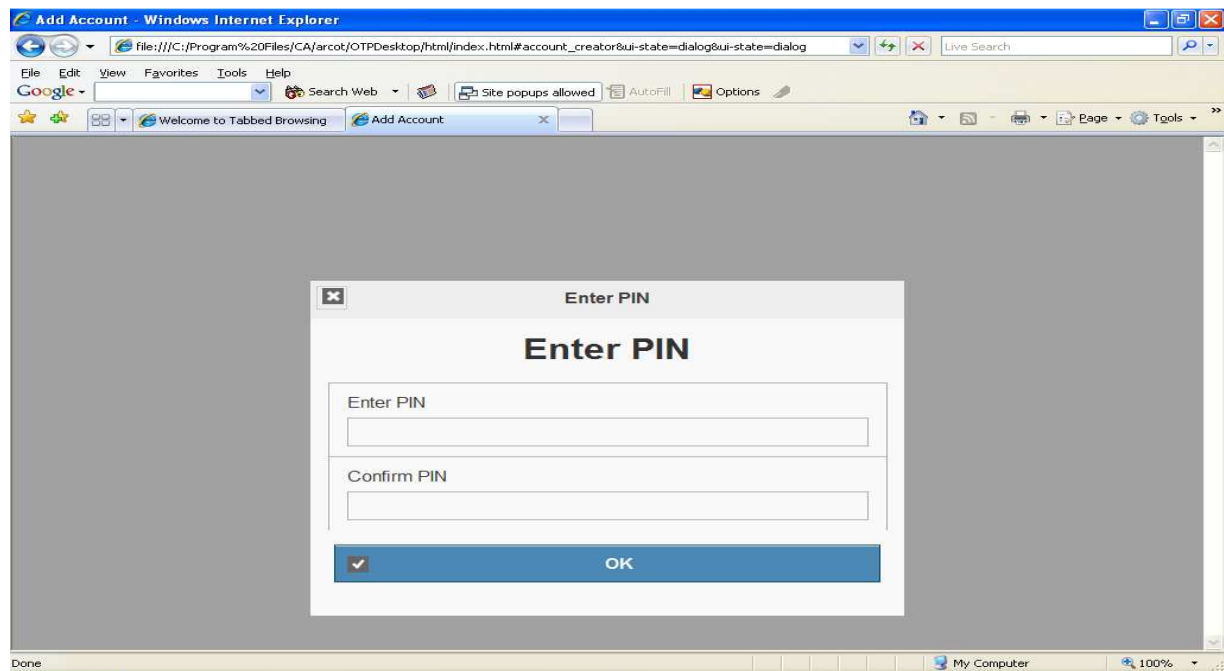 Add Account - Windows Internet Explorer
file:///C:/Program%20Files/CA/arcot/OTPDesktop/html/index.html#account_creator&ui-state=dialog&ui-state=dialog Live Search
File Edit View Favorites Tools Help
Google Search Web Site popups allowed AutoFill Options
Welcome to Tabbed Browsing Add Account Page Tools
Enter PIN
Enter PIN
Enter PIN
Confirm PIN
OK
Done My Computer 100%